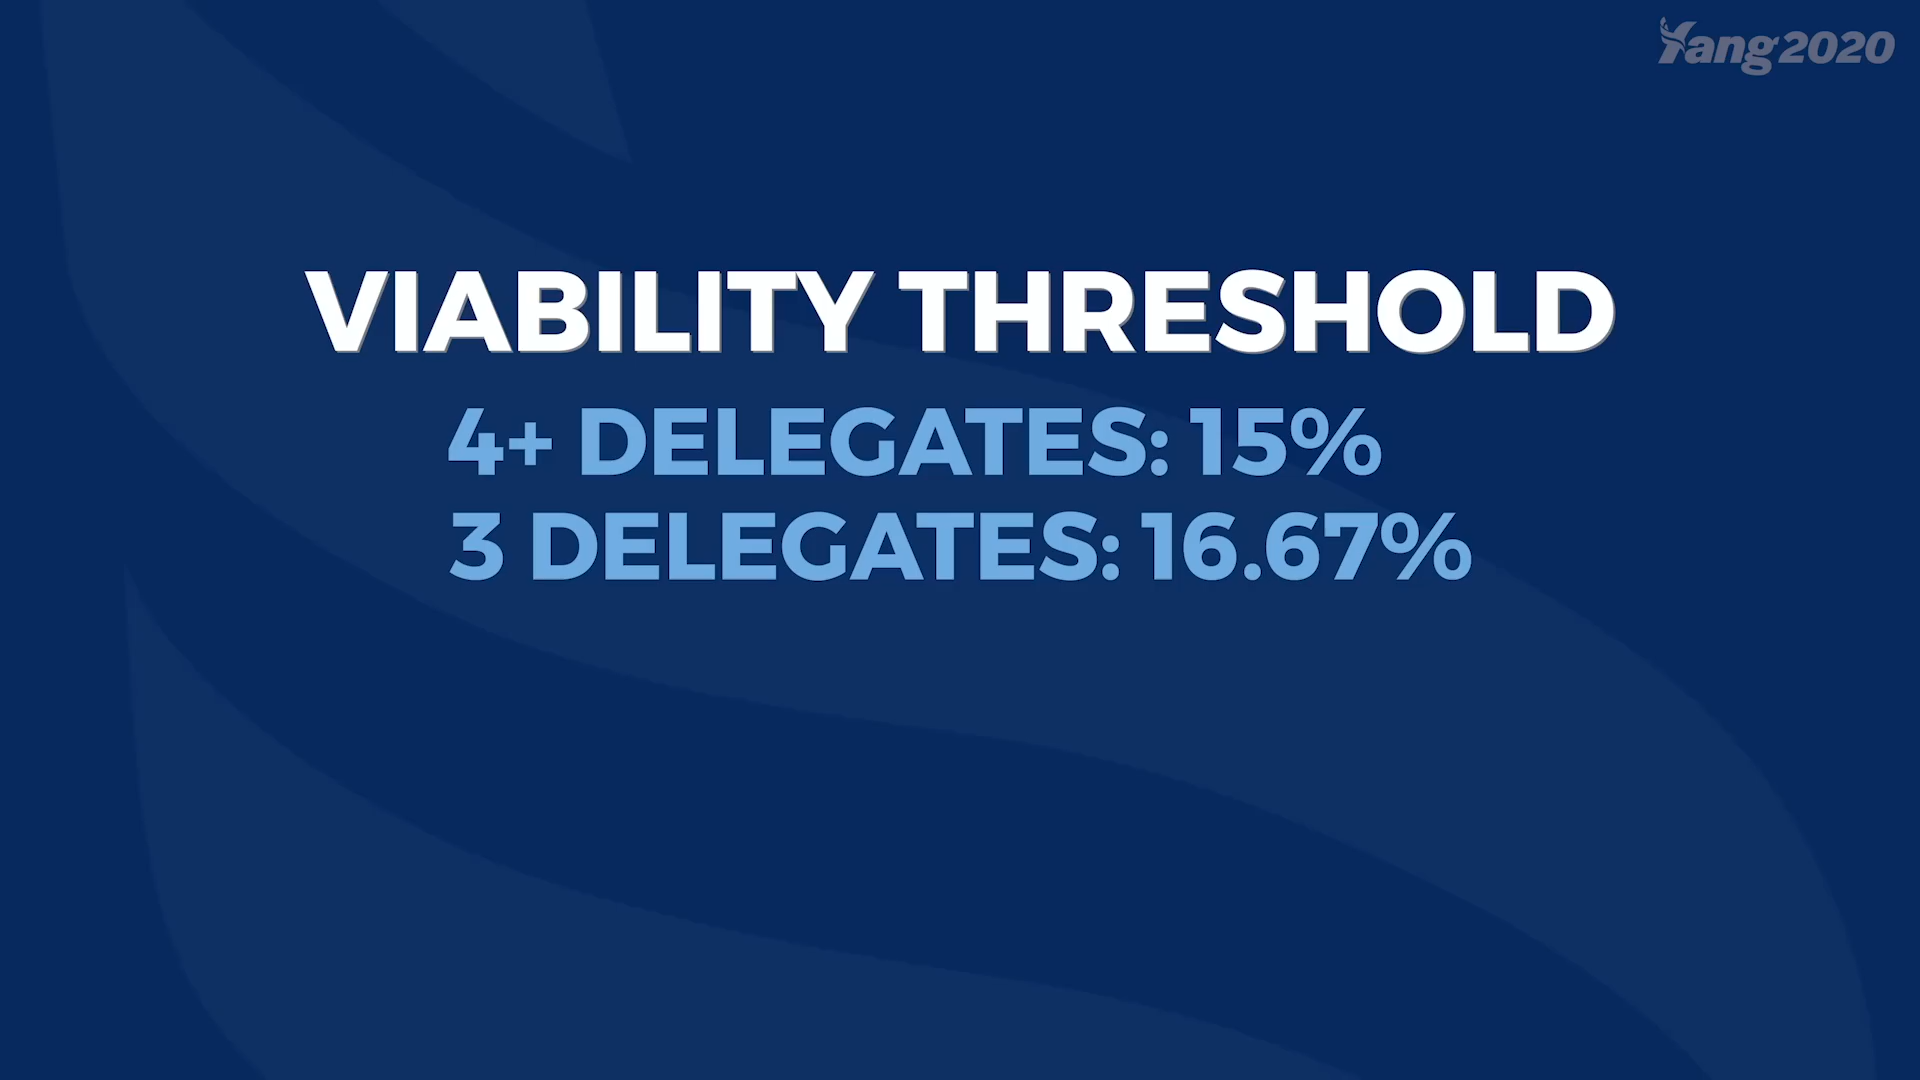 Yang2020
VIABILITY THRESHOLD
4+ DELEGATES: 15%
3 DELEGATES: 16.67%